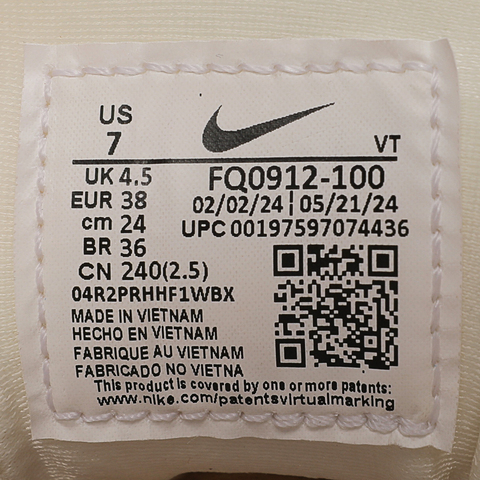 US
7
VT
UK 4.5
EUR 38
cm 24
BR 36
CN 240(2.5)
FQ0912-100
02/02/24 | 05/21/24
UPC 00197597074436
04R2PRHHF1WBX
MADE IN VIETNAM
HECHO EN VIETNAM
FABRIQUE AU VIETNAM
FABRICADO NO VIETNA
This product is covered by one or more patents:
www.nike.com/patentsvirtualmarking